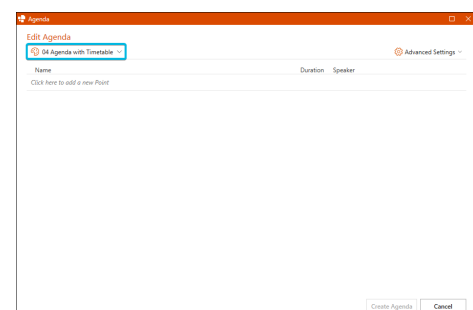 Agenda
Edit Agenda
04 Agenda with Timetable
Advanced Settings
Name Duration Speaker
Click here to add a new Point
Create Agenda Cancel